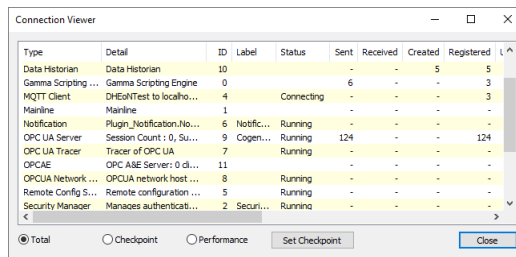 Connection Viewer
Type Detail ID Label Status Sent Received Created Registered
Data Historian Data Historian 10 - - 5 5
Gamma Scripting ... Gamma Scripting Engine 0 6 - - 3
MQTT Client DHEoNTest to localho... 4 Connecting - - - 3
Mainline Mainline 1 - - - -
Notification Plugin_Notification.No... 6 Notific... Running - - - -
OPC UA Server Session Count : 0, Su... 9 Cogen... Running 124 - - 124
OPC UA Tracer Tracer of OPC UA 7 Running - - - -
OPCAE OPC A&E Server: 0 cli... 11 - - - -
OPCUA Network ... OPCUA network host ... 8 Running - - - -
Remote Config S... Remote configuration ... 5 Running - - - -
Security Manager Manages authenticati... 2 Securi... Running - - - -
Total Checkpoint Performance Set Checkpoint Close